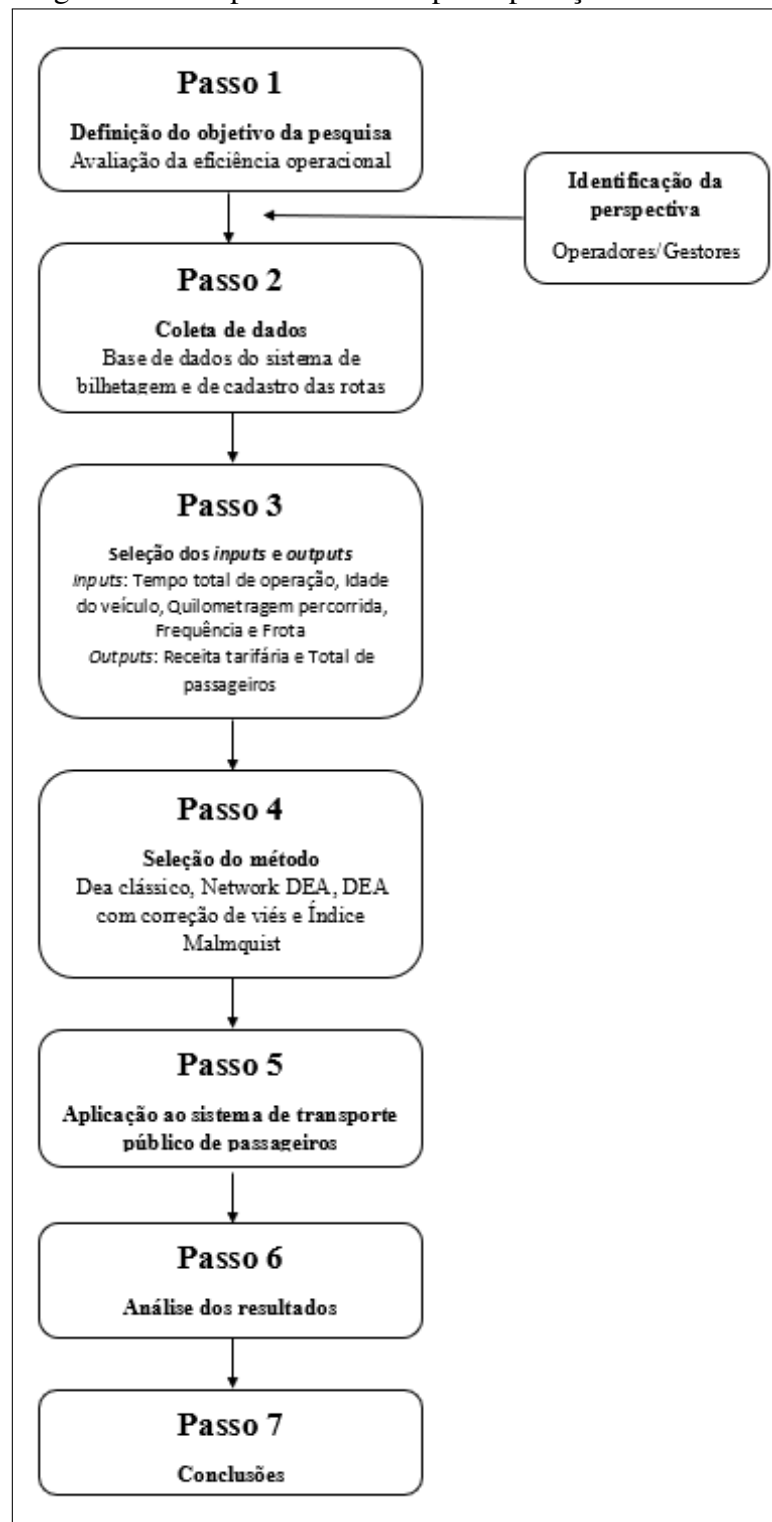 Passo 1
Definição do objetivo da pesquisa
Avaliação da eficiência operacional
Identificação da
perspectiva
Operadores/Gestores
Passo 2
Coleta de dados
Base de dados do sistema de
bilhetagem e de cadastro das rotas
Passo 3
Seleção dos inputs e outputs
Inputs: Tempo total de operação, Idade
do veículo, Quilometragem percorrida,
Frequência e Frota
Outputs: Receita tarifária e Total de
passageiros
Passo 4
Seleção do método
Dea clássico, Network DEA, DEA
com correção de viés e Índice
Malmquist
Passo 5
Aplicação ao sistema de transporte
público de passageiros
Passo 6
Análise dos resultados
Passo 7
Conclusões